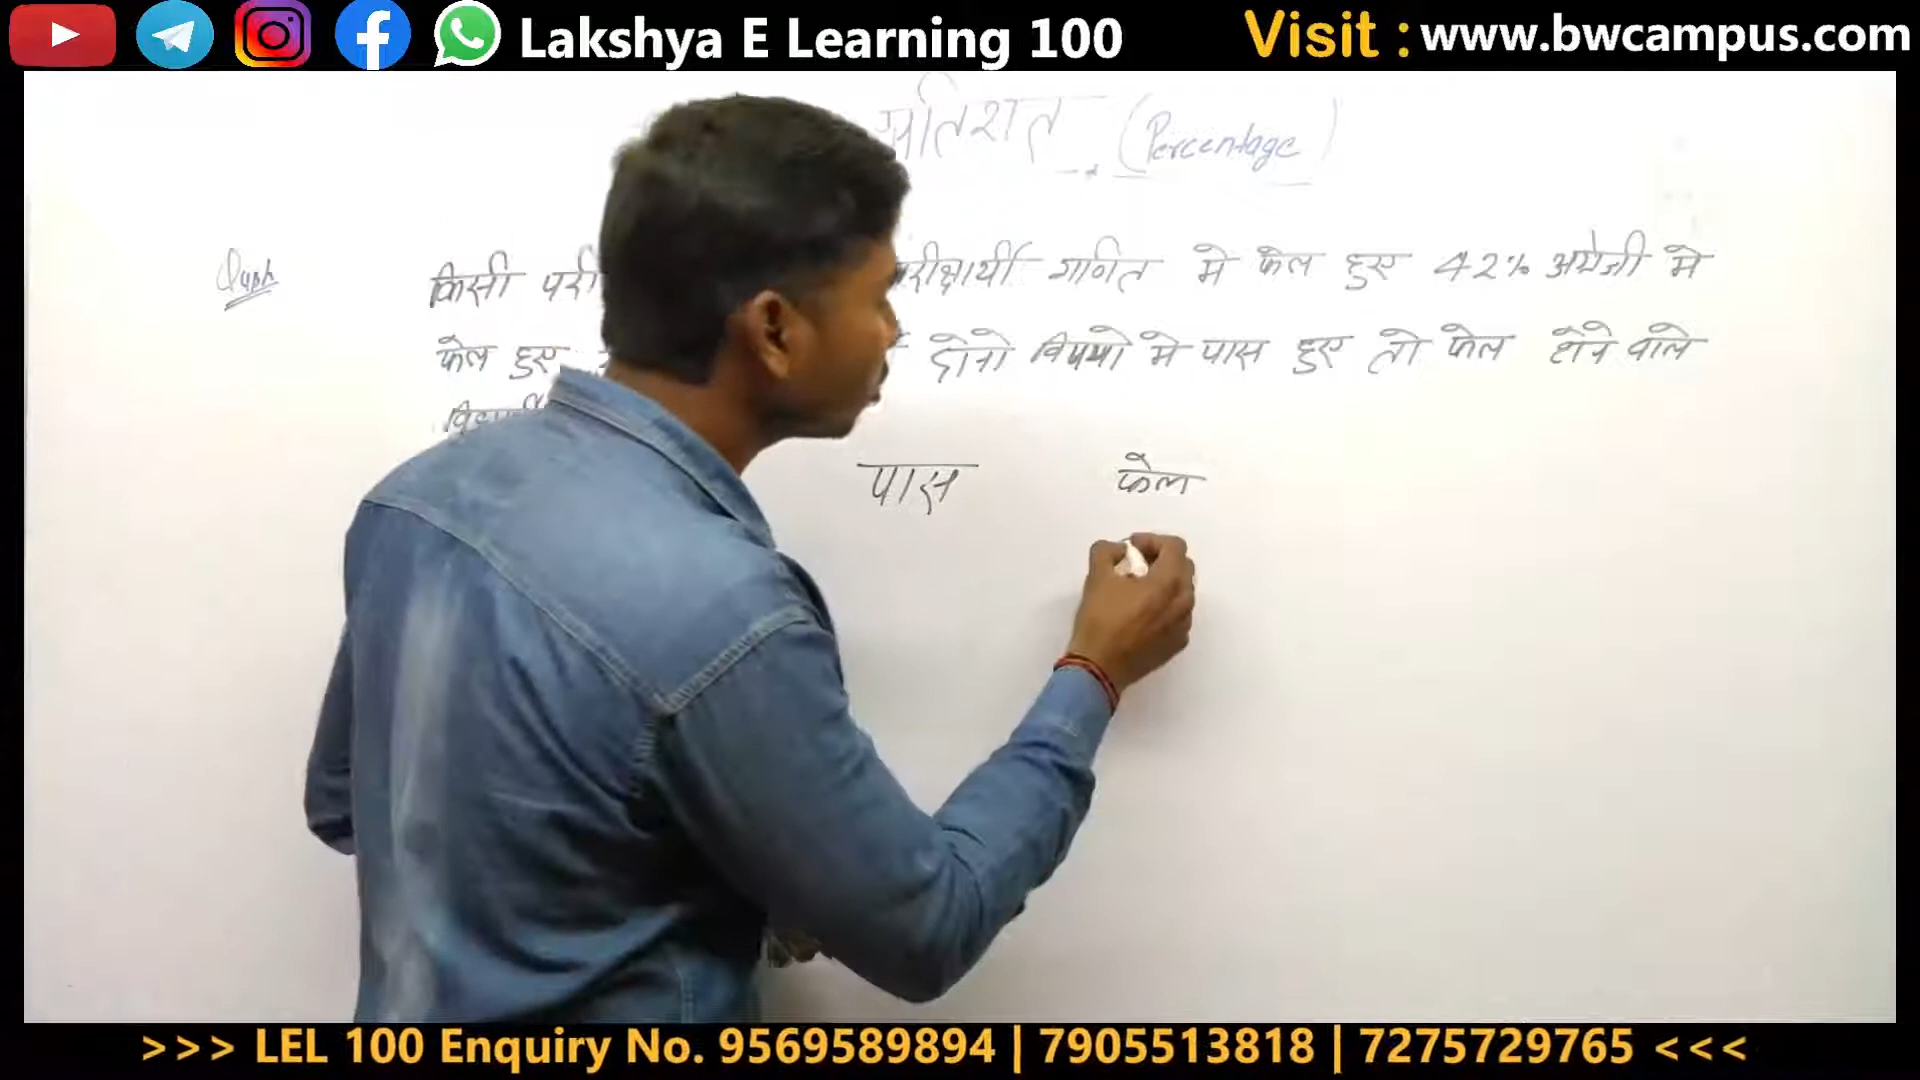 Lakshya E Learning 100 Visit : www.bwcampus.com
प्रतिशत (Percentage)
किसी परी परीक्षार्थी गणित मे फेल हुए 42% अंग्रेजी मे
फेल हुए दोनो विषयो मे पास हुए तो फेल होने वाले
पास फेल
>>> LEL 100 Enquiry No. 9569589894 | 7905513818 | 7275729765 <<<